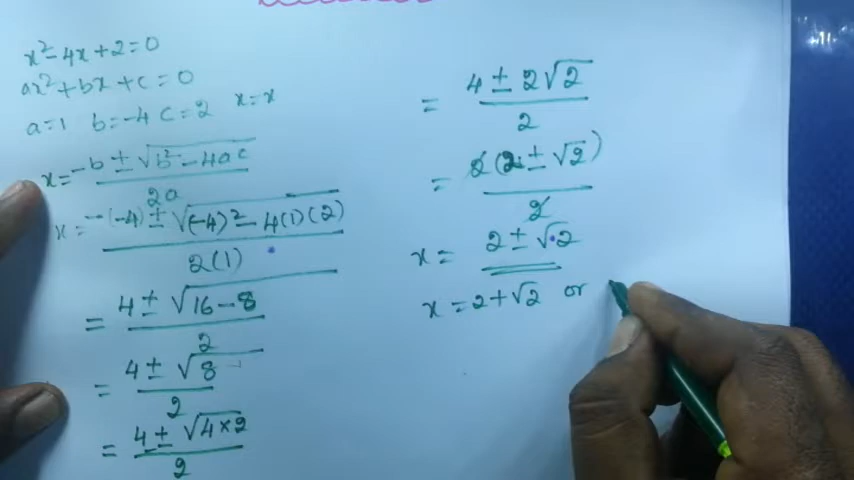 x² - 4x + 2 = 0
ax² + bx + c = 0
a = 1 b = -4 c = 2 x = x
x = -b ± √b² - 4ac / 2a
x = -(-4) ± √(-4)² - 4(1)(2) / 2(1)
= 4 ± √16 - 8 / 2
= 4 ± √8 / 2
= 4 ± √4×2 / 2
= 4 ± 2√2 / 2
= 2(2 ± √2) / 2
x = 2 ± √2
x = 2 + √2 or